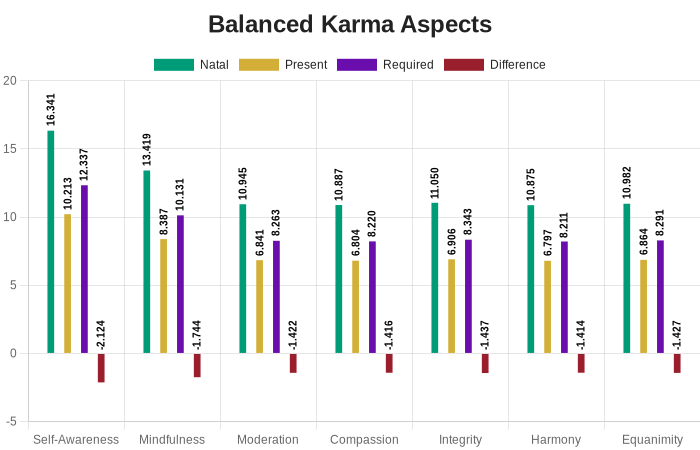 Balanced Karma Aspects
Natal Present Required Difference
20
15
10
5
0
-5
16.341 10.213 12.337 -2.124
13.419 8.387 10.131 -1.744
10.945 6.841 8.263 -1.422
10.887 6.804 8.220 -1.416
11.050 6.906 8.343 -1.437
10.875 6.797 8.211 -1.414
10.982 6.864 8.291 -1.427
Self-Awareness Mindfulness Moderation Compassion Integrity Harmony Equanimity